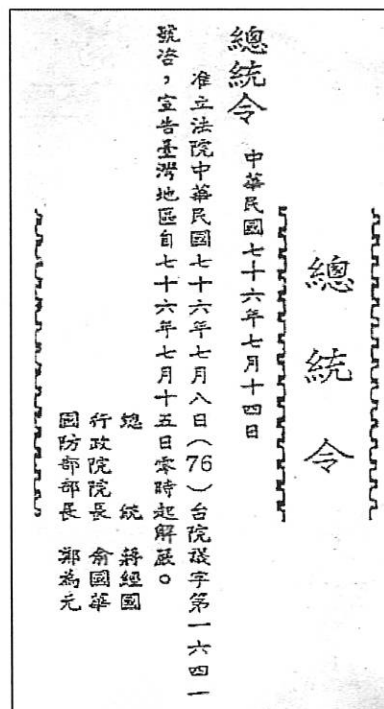 總統令
總統令　中華民國七十六年七月十四日
准立法院中華民國七十六年七月八日（76）台院議字第一六四一
號咨，宣告臺灣地區自七十六年七月十五日零時起解嚴。
總　　統　蔣經國
行政院院長　俞國華
國防部部長　鄭為元